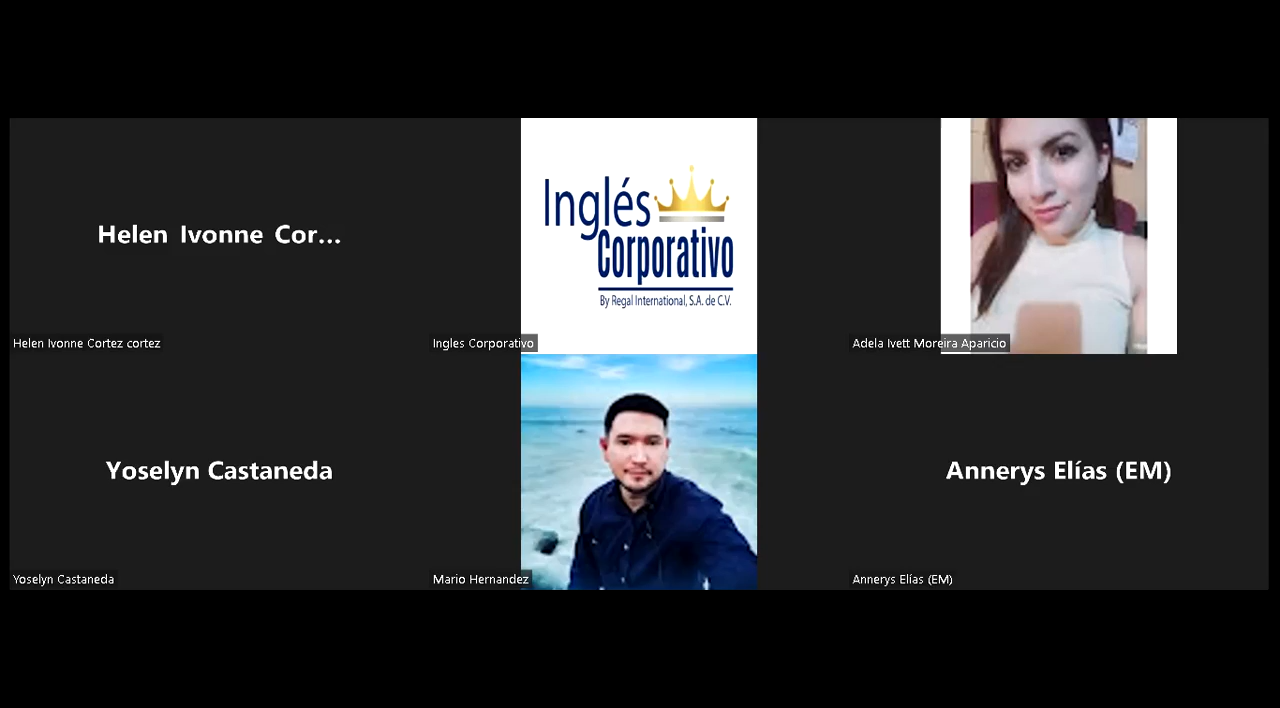 Helen Ivonne Cor...
Helen Ivonne Cortez cortez
Inglés
Corporativo
By Regal International, S.A. de C.V.
Ingles Corporativo
Adela Ivett Moreira Aparicio
Yoselyn Castaneda
Yoselyn Castaneda
Mario Hernandez
Annerys Elías (EM)
Annerys Elías (EM)